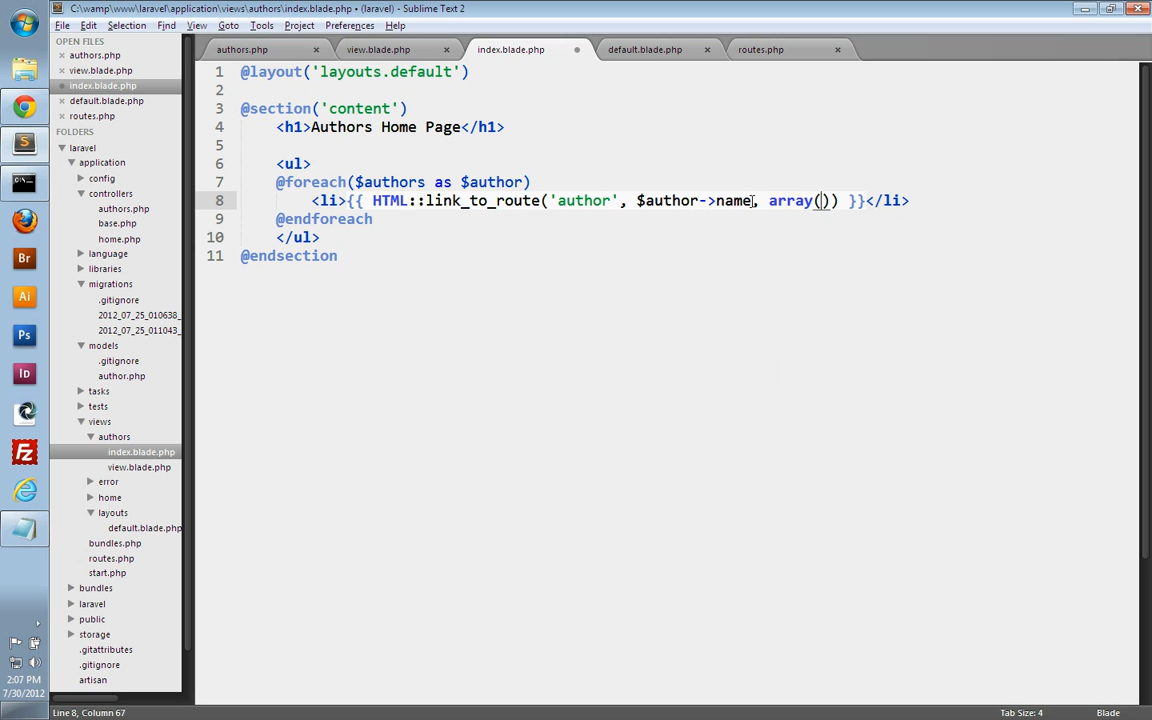 C:\wamp\www\laravel\application\views\authors\index.blade.php • (laravel) - Sublime Text 2
File Edit Selection Find View Goto Tools Project Preferences Help
OPEN FILES
authors.php
view.blade.php
index.blade.php
default.blade.php
routes.php
FOLDERS
laravel
application
config
controllers
authors.php
base.php
home.php
language
libraries
migrations
.gitignore
2012_07_25_010638_
2012_07_25_011043_
models
.gitignore
author.php
tasks
tests
views
authors
index.blade.php
view.blade.php
error
home
layouts
default.blade.php
bundles.php
routes.php
start.php
bundles
laravel
public
storage
.gitattributes
.gitignore
artisan
authors.php view.blade.php index.blade.php default.blade.php routes.php
1 @layout('layouts.default')
2
3 @section('content')
4 <h1>Authors Home Page</h1>
5
6 <ul>
7 @foreach($authors as $author)
8 <li>{{ HTML::link_to_route('author', $author->name, array()) }}</li>
9 @endforeach
10 </ul>
11 @endsection
Br
Ai
Ps
Id
Fz
2:07 PM
7/30/2012
Line 8, Column 67
Tab Size: 4
Blade